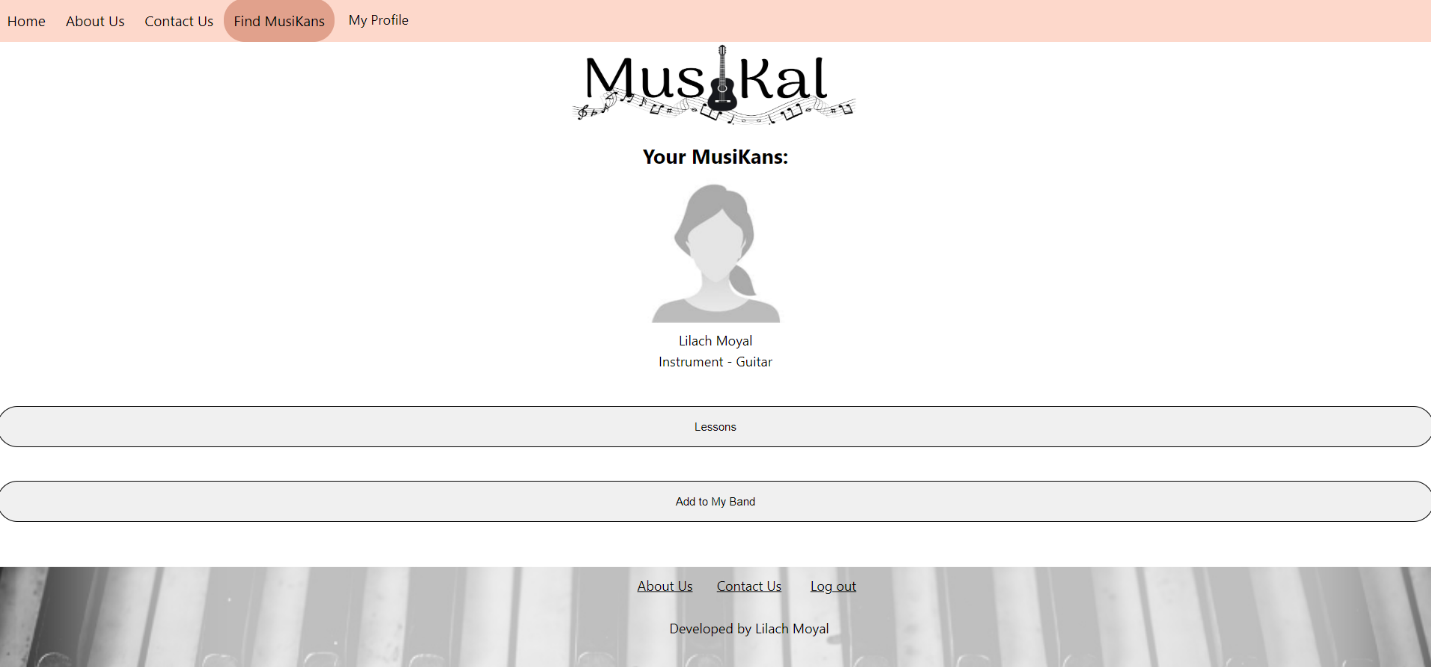 Home About Us Contact Us Find MusiKans My Profile
MusiKal
Your MusiKans:
Lilach Moyal
Instrument - Guitar
Lessons
Add to My Band
About Us Contact Us Log out
Developed by Lilach Moyal